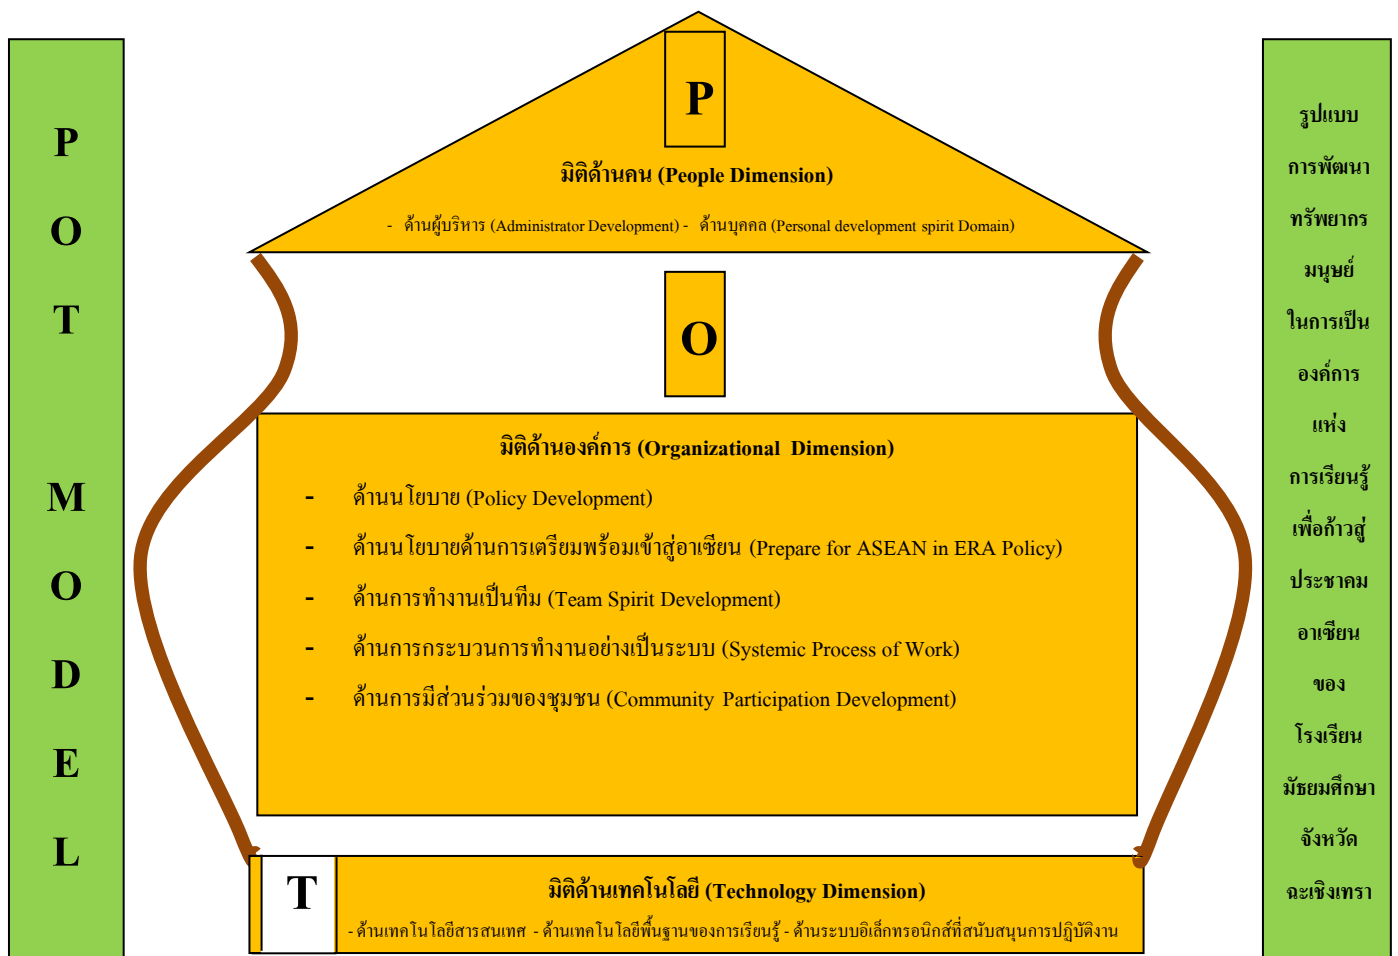 P
O
T
M
O
D
E
L
P
มิติด้านคน (People Dimension)
- ด้านผู้บริหาร (Administrator Development) - ด้านบุคคล (Personal development spirit Domain)
O
มิติด้านองค์การ (Organizational Dimension)
- ด้านนโยบาย (Policy Development)
- ด้านนโยบายด้านการเตรียมพร้อมเข้าสู่อาเซียน (Prepare for ASEAN in ERA Policy)
- ด้านการทำงานเป็นทีม (Team Spirit Development)
- ด้านการกระบวนการทำงานอย่างเป็นระบบ (Systemic Process of Work)
- ด้านการมีส่วนร่วมของชุมชน (Community Participation Development)
T
มิติด้านเทคโนโลยี (Technology Dimension)
- ด้านเทคโนโลยีสารสนเทศ - ด้านเทคโนโลยีพื้นฐานของการเรียนรู้ - ด้านระบบอิเล็กทรอนิกส์ที่สนับสนุนการปฏิบัติงาน
รูปแบบ
การพัฒนา
ทรัพยากร
มนุษย์
ในการเป็น
องค์การ
แห่ง
การเรียนรู้
เพื่อก้าวสู่
ประชาคม
อาเซียน
ของ
โรงเรียน
มัธยมศึกษา
จังหวัด
ฉะเชิงเทรา